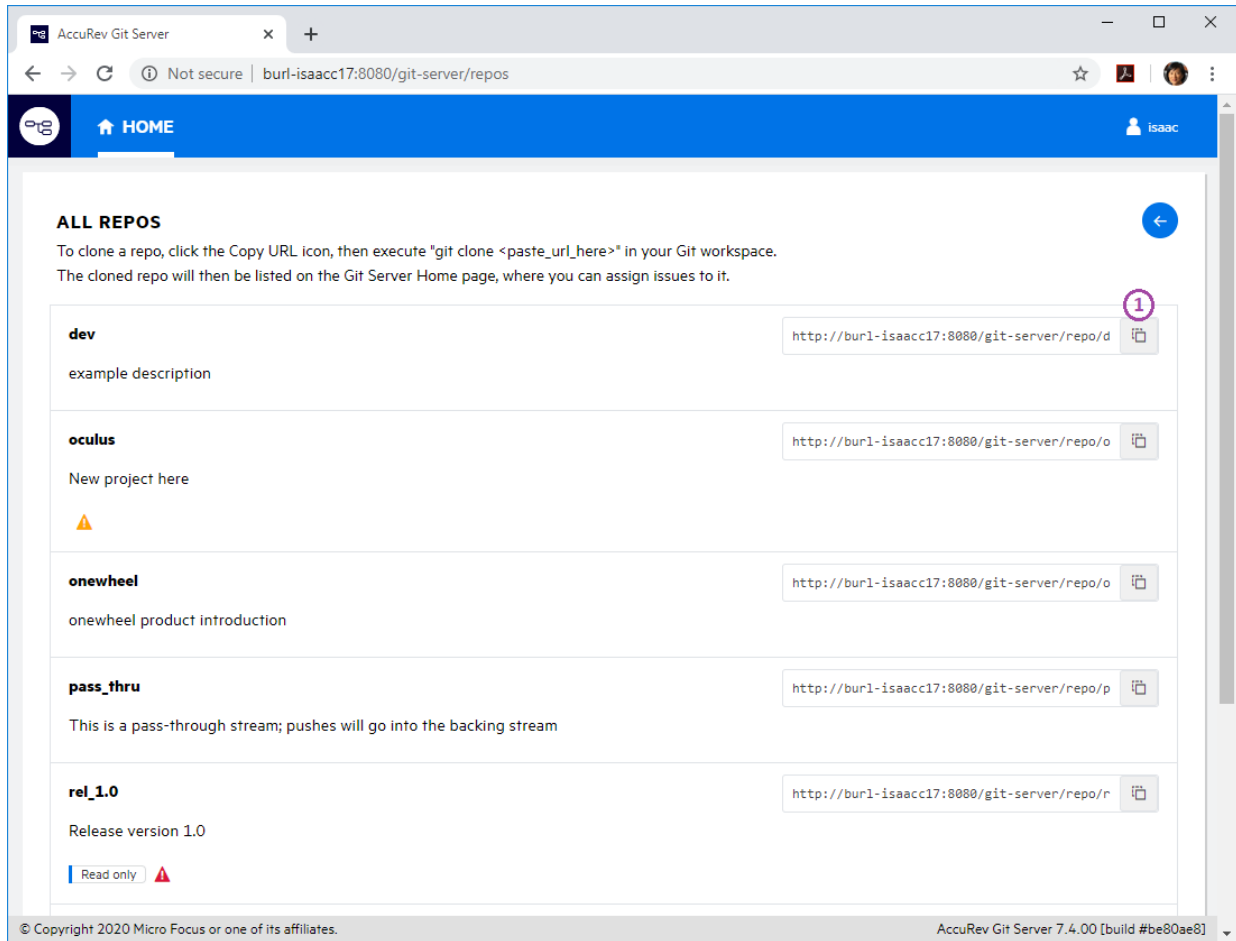 AccuRev Git Server
Not secure | burl-isaacc17:8080/git-server/repos
HOME
isaac
ALL REPOS
To clone a repo, click the Copy URL icon, then execute "git clone <paste_url_here>" in your Git workspace.
The cloned repo will then be listed on the Git Server Home page, where you can assign issues to it.
1
dev
http://burl-isaacc17:8080/git-server/repo/d
example description
oculus
http://burl-isaacc17:8080/git-server/repo/o
New project here
onewheel
http://burl-isaacc17:8080/git-server/repo/o
onewheel product introduction
pass_thru
http://burl-isaacc17:8080/git-server/repo/p
This is a pass-through stream; pushes will go into the backing stream
rel_1.0
http://burl-isaacc17:8080/git-server/repo/r
Release version 1.0
Read only
© Copyright 2020 Micro Focus or one of its affiliates.
AccuRev Git Server 7.4.00 [build #be80ae8]